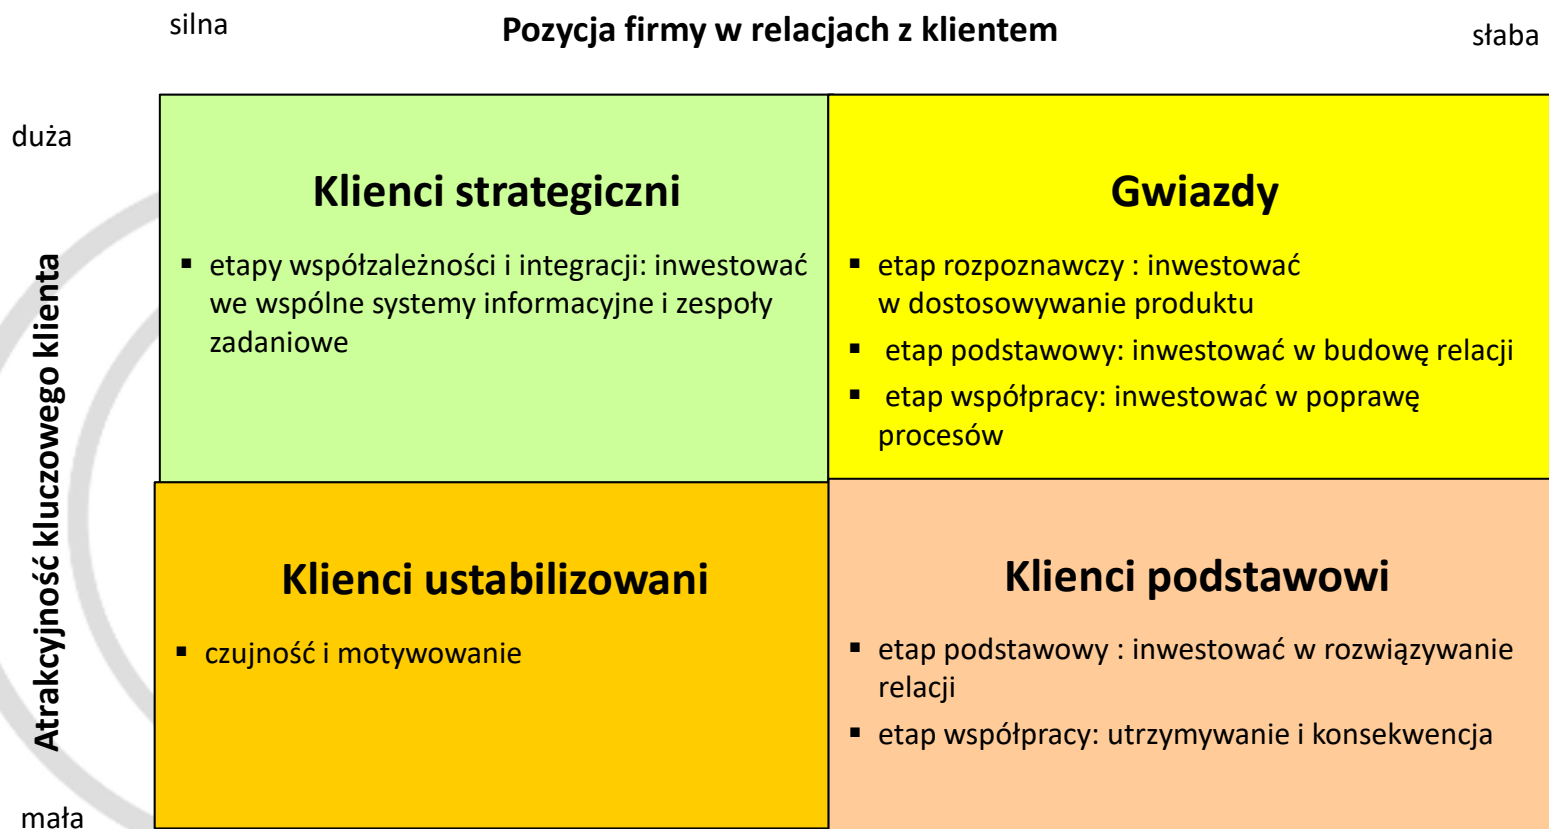 silna
Pozycja firmy w relacjach z klientem
słaba
duża
Atrakcyjność kluczowego klienta
mała
Klienci strategiczni
▪ etapy współzależności i integracji: inwestować
we wspólne systemy informacyjne i zespoły
zadaniowe
Gwiazdy
▪ etap rozpoznawczy : inwestować
w dostosowywanie produktu
▪ etap podstawowy: inwestować w budowę relacji
▪ etap współpracy: inwestować w poprawę
procesów
Klienci ustabilizowani
▪ czujność i motywowanie
Klienci podstawowi
▪ etap podstawowy : inwestować w rozwiązywanie
relacji
▪ etap współpracy: utrzymywanie i konsekwencja